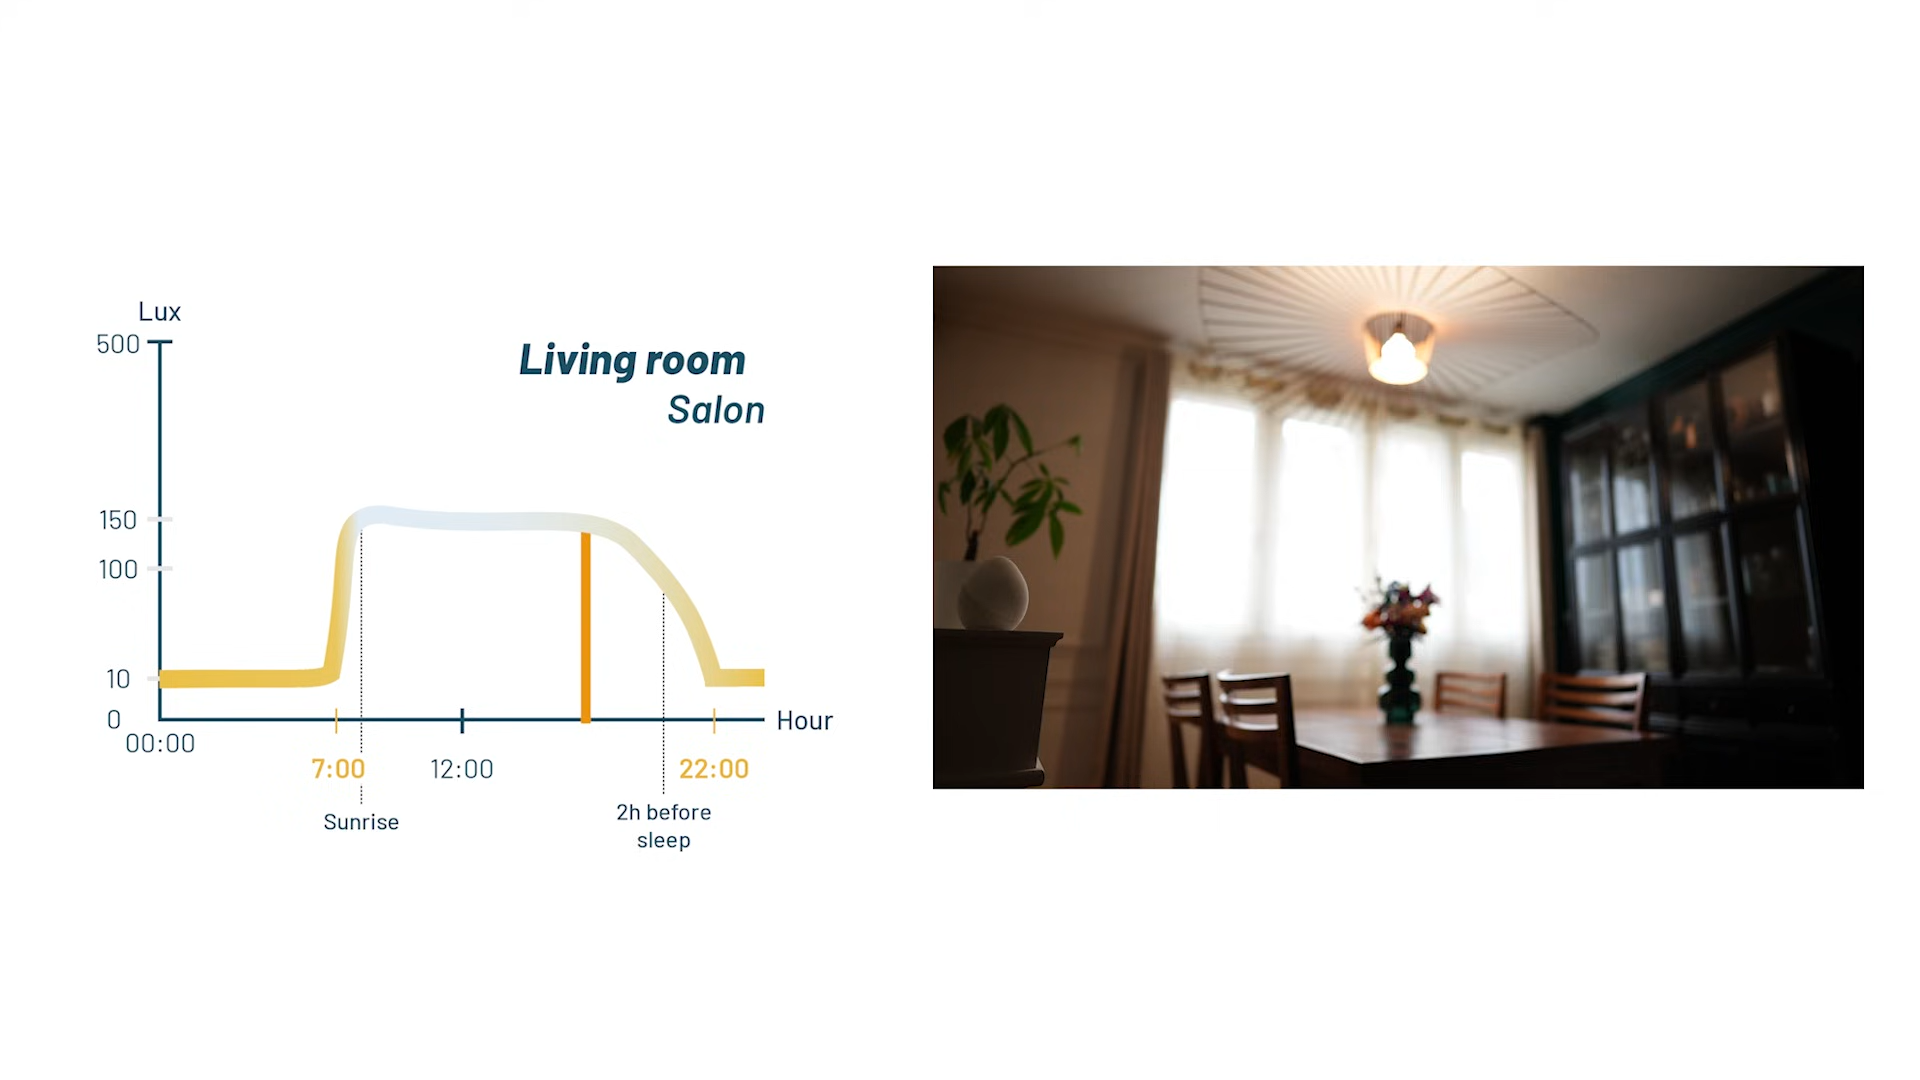 Lux
500
Living room
Salon
150
100
10
0
Hour
00:00
7:00
12:00
22:00
Sunrise
2h before
sleep